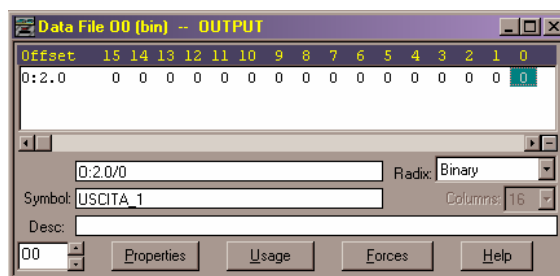 Data File O0 (bin) -- OUTPUT
Offset 15 14 13 12 11 10 9 8 7 6 5 4 3 2 1 0
O:2.0 0 0 0 0 0 0 0 0 0 0 0 0 0 0 0 0
O:2.0/0 Radix: Binary
Symbol: USCITA_1 Columns: 16
Desc:
O0 Properties Usage Forces Help